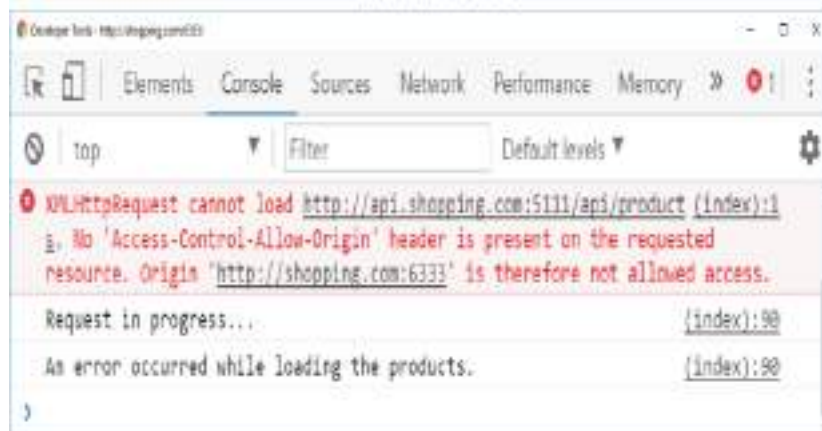 Developer Tools - http://shopping.com:6333
Elements Console Sources Network Performance Memory » 1
top Filter Default levels
XMLHttpRequest cannot load http://api.shopping.com:5111/api/product (index):1
s. No 'Access-Control-Allow-Origin' header is present on the requested
resource. Origin 'http://shopping.com:6333' is therefore not allowed access.
Request in progress... (index):90
An error occurred while loading the products. (index):90